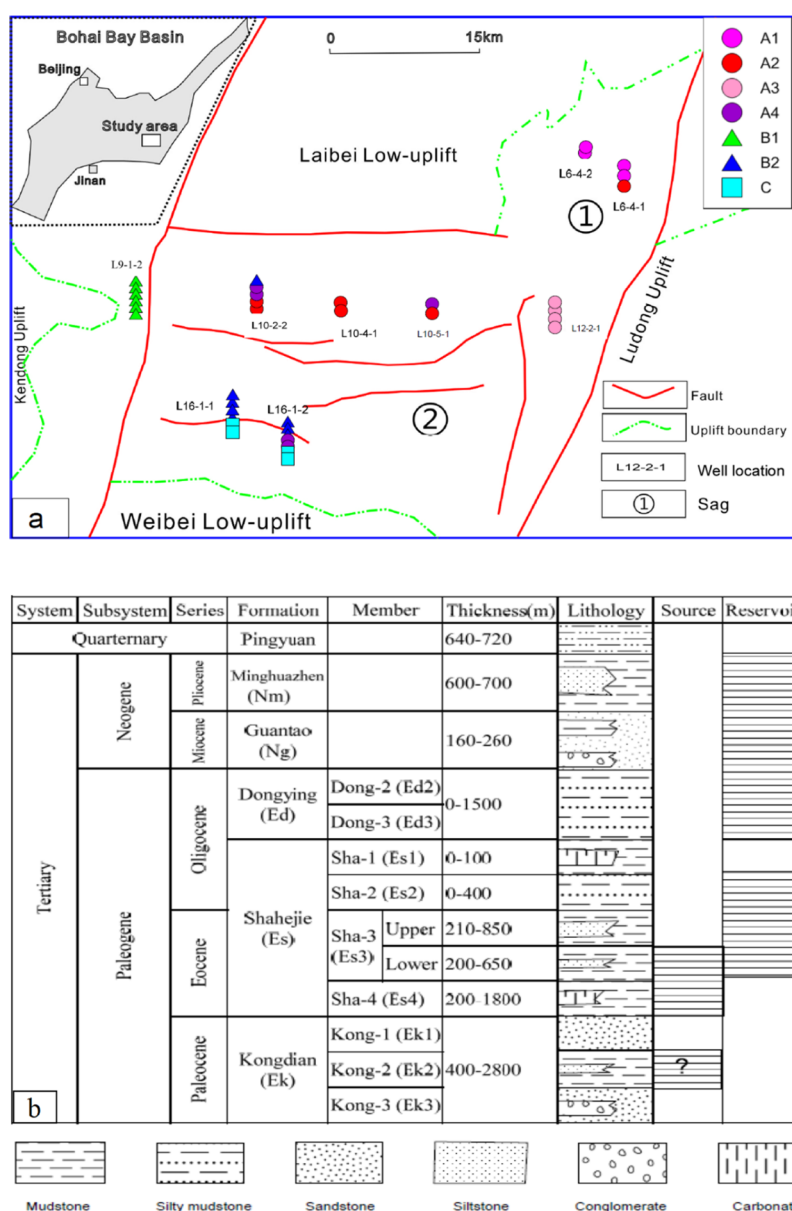 Bohai Bay Basin
Beijing
Study area
Jinan
0 15km
A1
A2
A3
A4
B1
B2
C
Laibei Low-uplift
L6-4-2
L6-4-1
①
L9-1-2
Kendong Uplift
L10-2-2
L10-4-1
L10-5-1
L12-2-1
Ludong Uplift
L16-1-1
L16-1-2
②
Fault
Uplift boundary
L12-2-1 Well location
① Sag
a
Weibei Low-uplift
System Subsystem Series Formation Member Thickness(m) Lithology Source Reservoi
Quarternary Pingyuan 640-720
Tertiary
Neogene
Pliocene
Minghuazhen
(Nm)
600-700
Miocene
Guantao
(Ng)
160-260
Paleogene
Qligocene
Dongying
(Ed)
Dong-2 (Ed2)
Dong-3 (Ed3)
0-1500
Shahejie
(Es)
Sha-1 (Es1) 0-100
Sha-2 (Es2) 0-400
Eocene
Sha-3
(Es3)
Upper 210-850
Lower 200-650
Sha-4 (Es4) 200-1800
Paleocene
Kongdian
(Ek)
Kong-1 (Ek1)
Kong-2 (Ek2) 400-2800 ?
Kong-3 (Ek3)
b
Mudstone Silty mudstone Sandstone Siltstone Conglomerate Carbonat